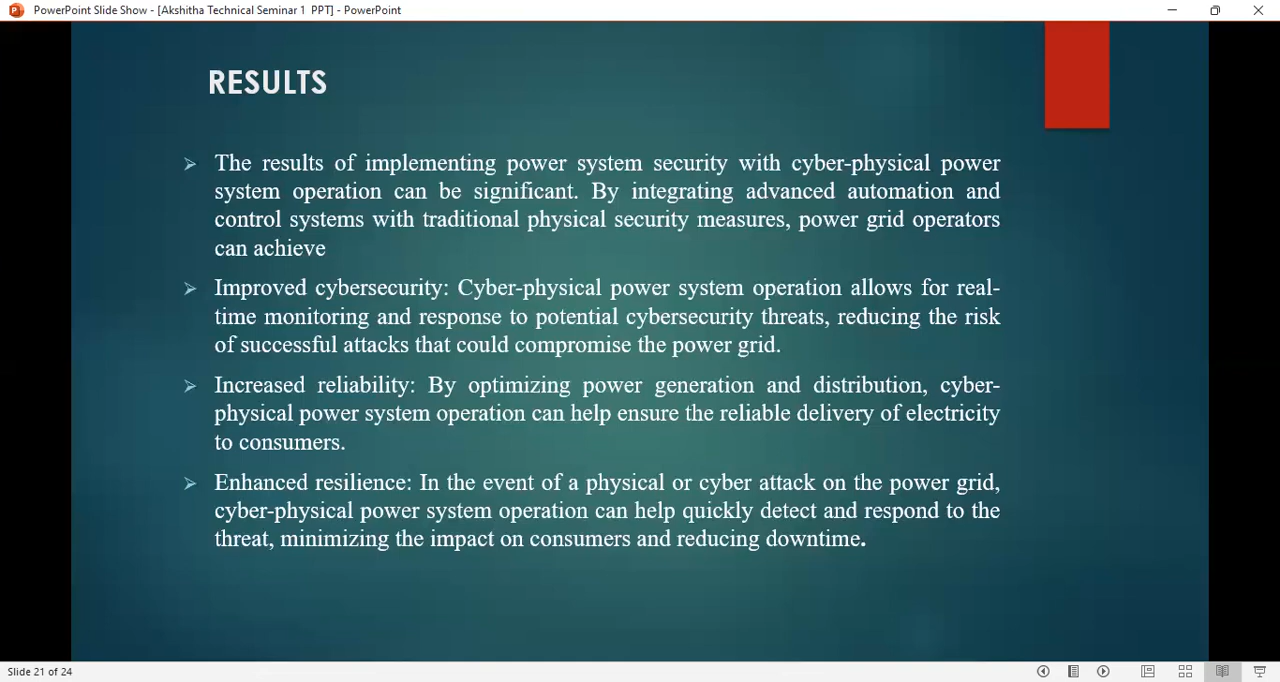 PowerPoint Slide Show - [Akshitha Technical Seminar 1 PPT] - PowerPoint
RESULTS
➢ The results of implementing power system security with cyber-physical power
system operation can be significant. By integrating advanced automation and
control systems with traditional physical security measures, power grid operators
can achieve
➢ Improved cybersecurity: Cyber-physical power system operation allows for real-
time monitoring and response to potential cybersecurity threats, reducing the risk
of successful attacks that could compromise the power grid.
➢ Increased reliability: By optimizing power generation and distribution, cyber-
physical power system operation can help ensure the reliable delivery of electricity
to consumers.
➢ Enhanced resilience: In the event of a physical or cyber attack on the power grid,
cyber-physical power system operation can help quickly detect and respond to the
threat, minimizing the impact on consumers and reducing downtime.
Slide 21 of 24